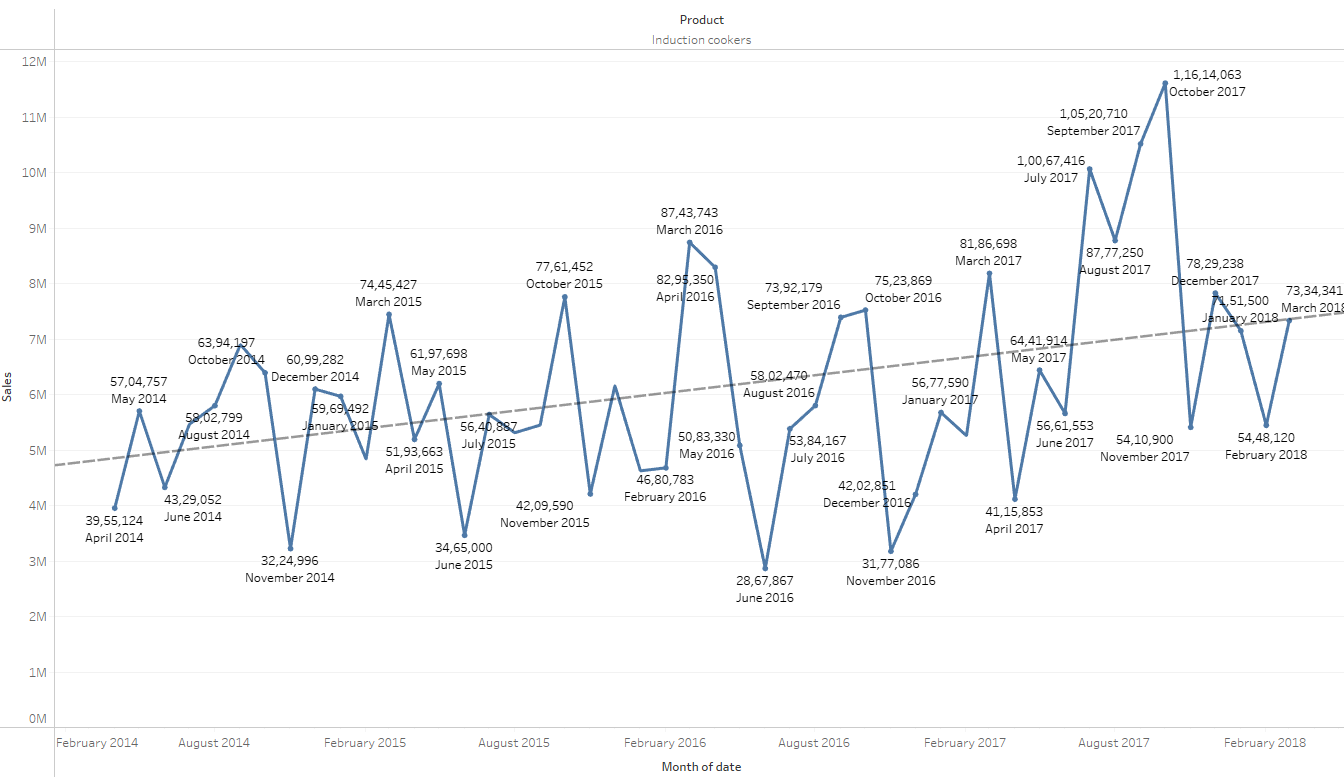 Product
Induction cookers
12M
11M
10M
9M
8M
7M
6M
5M
4M
3M
2M
1M
0M
Sales
39,55,124
April 2014
57,04,757
May 2014
43,29,052
June 2014
58,02,799
August 2014
63,94,197
October 2014
32,24,996
November 2014
60,99,282
December 2014
59,69,492
January 2015
74,45,427
March 2015
51,93,663
April 2015
61,97,698
May 2015
34,65,000
June 2015
56,40,887
July 2015
77,61,452
October 2015
42,09,590
November 2015
46,80,783
February 2016
87,43,743
March 2016
82,95,350
April 2016
50,83,330
May 2016
28,67,867
June 2016
53,84,167
July 2016
58,02,470
August 2016
73,92,179
September 2016
75,23,869
October 2016
31,77,086
November 2016
42,02,851
December 2016
56,77,590
January 2017
81,86,698
March 2017
41,15,853
April 2017
64,41,914
May 2017
56,61,553
June 2017
1,00,67,416
July 2017
87,77,250
August 2017
1,05,20,710
September 2017
1,16,14,063
October 2017
54,10,900
November 2017
78,29,238
December 2017
71,51,500
January 2018
54,48,120
February 2018
73,34,341
March 2018
February 2014
August 2014
February 2015
August 2015
February 2016
August 2016
February 2017
August 2017
February 2018
Month of date